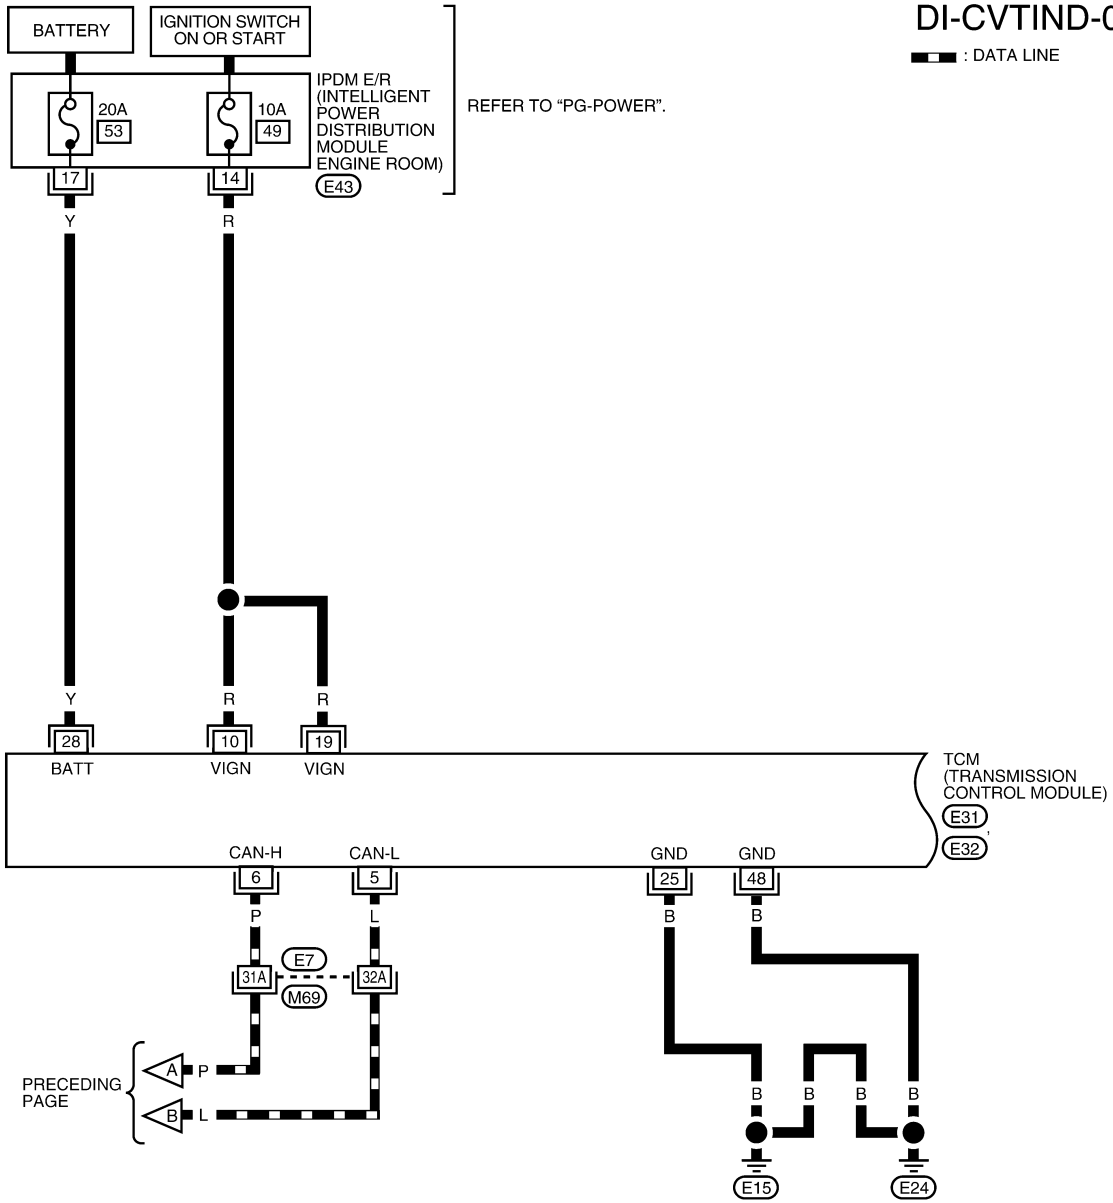 DI-CVTIND-0
: DATA LINE
BATTERY
IGNITION SWITCH
ON OR START
20A
53
10A
49
IPDM E/R
(INTELLIGENT
POWER
DISTRIBUTION
MODULE
ENGINE ROOM)
E43
REFER TO “PG-POWER”.
17
14
Y
R
Y
R
R
28
10
19
BATT
VIGN
VIGN
TCM
(TRANSMISSION
CONTROL MODULE)
E31
,
E32
CAN-H
CAN-L
GND
GND
6
5
25
48
P
L
B
B
31A
E7
M69
32A
PRECEDING
PAGE
A
P
B
L
B
B
B
B
E15
E24